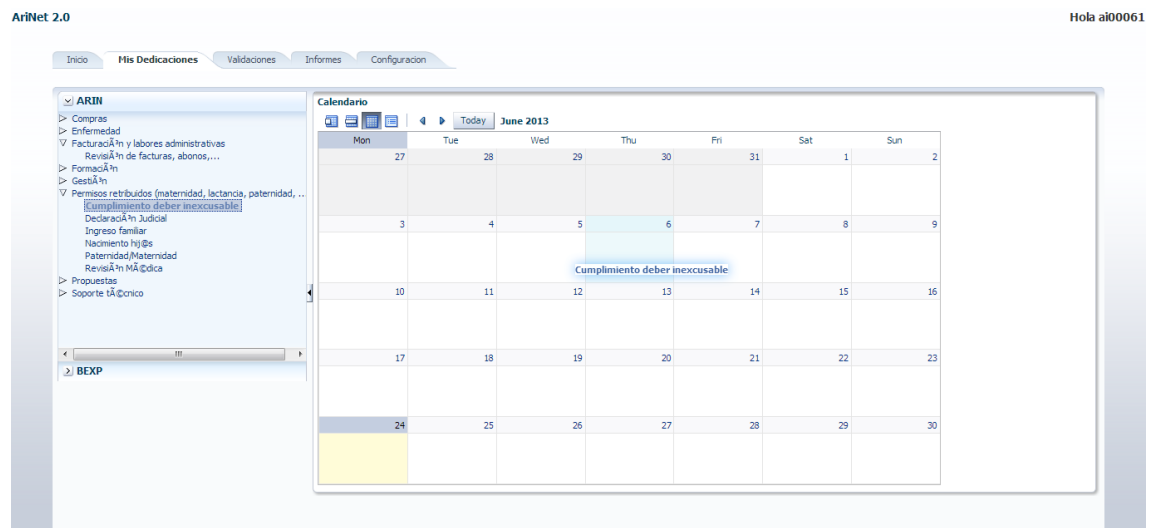 AriNet 2.0
Hola ai00061
Inicio Mis Dedicaciones Validaciones Informes Configuracion
ARIN
Compras
Enfermedad
FacturaciÃ³n y labores administrativas
RevisiÃ³n de facturas, abonos,...
FormaciÃ³n
GestiÃ³n
Permisos retribuidos (maternidad, lactancia, paternidad, ..
Cumplimiento deber inexcusable
DeclaraciÃ³n Judicial
Ingreso familiar
Nacimiento hij@s
Paternidad/Maternidad
RevisiÃ³n MÃ©dica
Propuestas
Soporte tÃ©cnico
BEXP
Calendario
Today June 2013
Mon Tue Wed Thu Fri Sat Sun
27 28 29 30 31 1 2
3 4 5 6 7 8 9
Cumplimiento deber inexcusable
10 11 12 13 14 15 16
17 18 19 20 21 22 23
24 25 26 27 28 29 30